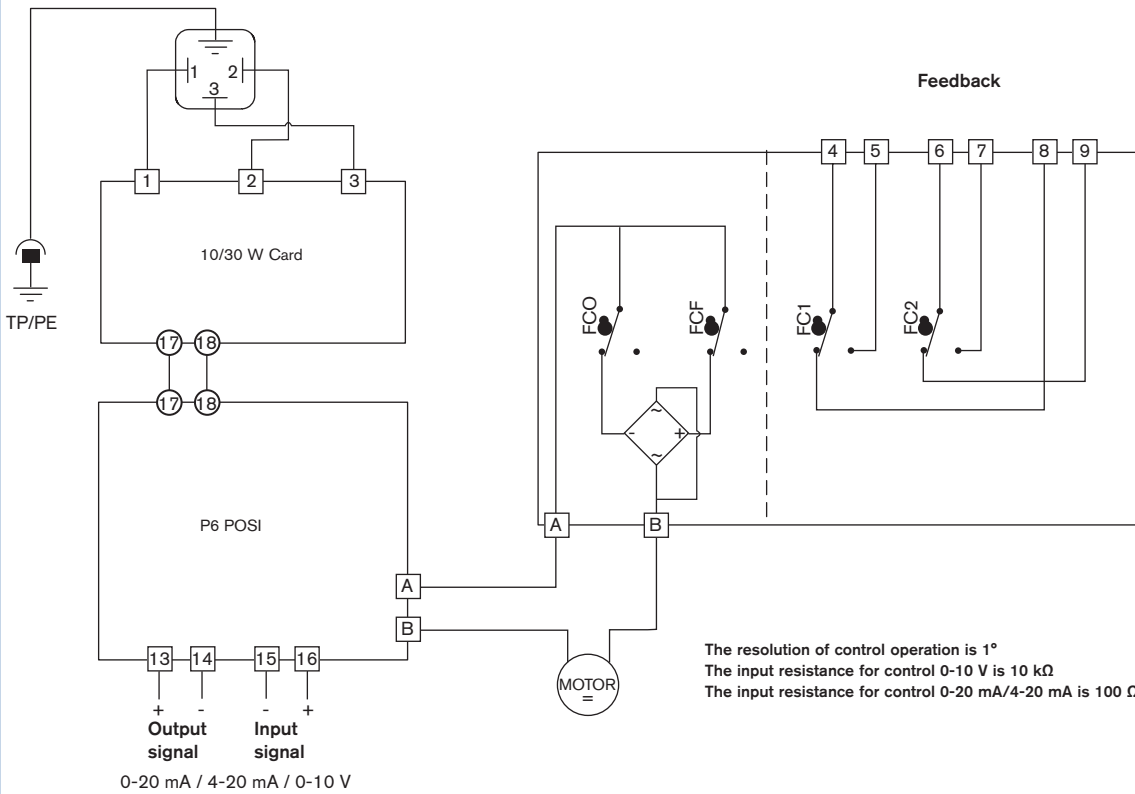 1 2
3
Feedback
1 2 3
4 5 6 7 8 9
10/30 W Card
TP/PE
FCO FCF FC1 FC2
17 18
17 18
~
- +
~
P6 POSI
A B
A
B
13 14 15 16
+ - - +
Output signal
Input signal
0-20 mA / 4-20 mA / 0-10 V
MOTOR
=
The resolution of control operation is 1°
The input resistance for control 0-10 V is 10 kΩ
The input resistance for control 0-20 mA/4-20 mA is 100 Ω